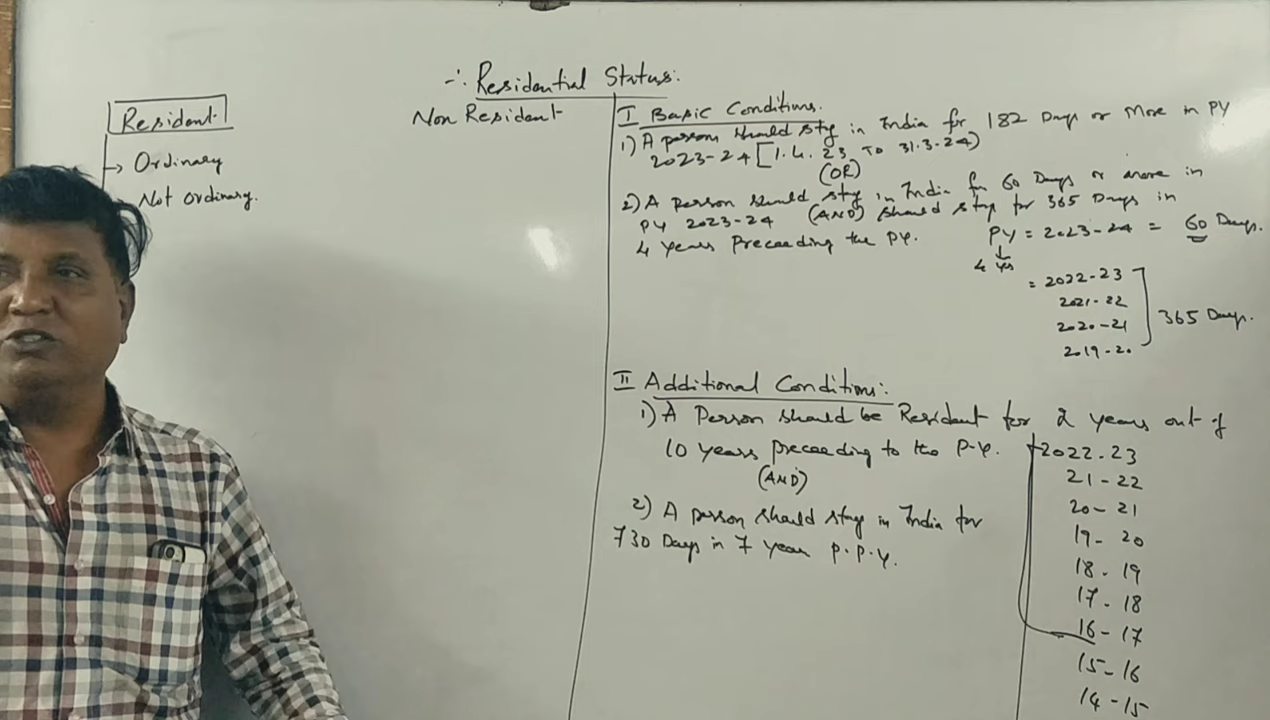 -: Residential Status:
Resident
→ Ordinary
Not Ordinary.
Non Resident
I Basic Conditions.
1) A person should stay in India for 182 Days or More in PY
2023-24 [1.4.23 To 31.3.24)
(OR)
2) A person should stay in India for 60 Days or more in
PY 2023-24 (AND) should stay for 365 Days in
4 years Preceeding the PY.
PY = 2023-24 = 60 Days.
↓
4 yrs
= 2022-23
2021-22
2020-21
2019-20
365 Days.
II Additional Conditions:
1) A Person should be Resident for 2 years out of
10 years preceeding to the P.Y.
(AND)
2) A person should stay in India for
730 Days in 7 year P.P.Y.
2022-23
21-22
20-21
19-20
18-19
17-18
16-17
15-16
14-15